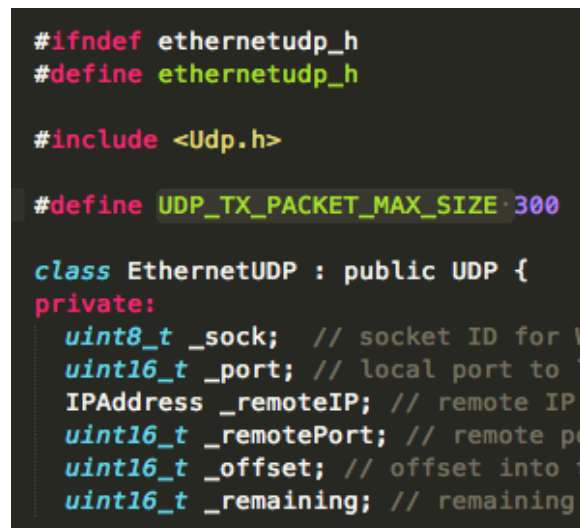 #ifndef ethernetudp_h
#define ethernetudp_h
#include <Udp.h>
#define UDP_TX_PACKET_MAX_SIZE 300
class EthernetUDP : public UDP {
private:
uint8_t _sock; // socket ID for
uint16_t _port; // local port to
IPAddress _remoteIP; // remote IP
uint16_t _remotePort; // remote
uint16_t _offset; // offset into
uint16_t _remaining; // remaining